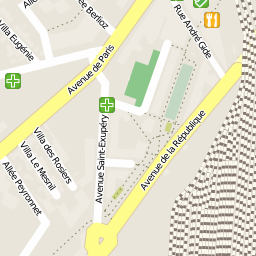 Allée Berlioz
Rue André Gide
Villa Eugénie
Avenue de Paris
Avenue Saint-Exupéry
Avenue de la République
Villa des Rosiers
Villa Le Mesnil
Allée Peyronnet